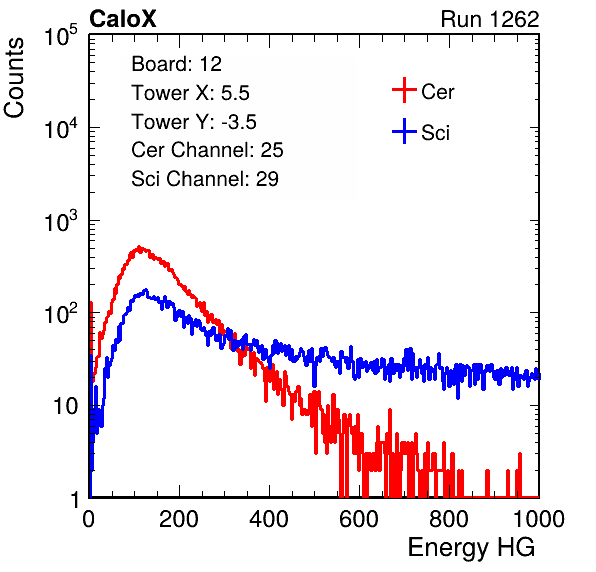 CaloX Run 1262
10^5
Counts
Board: 12
Tower X: 5.5
Tower Y: -3.5
Cer Channel: 25
Sci Channel: 29
Cer
Sci
10^4
10^3
10^2
10
1
0 200 400 600 800 1000
Energy HG